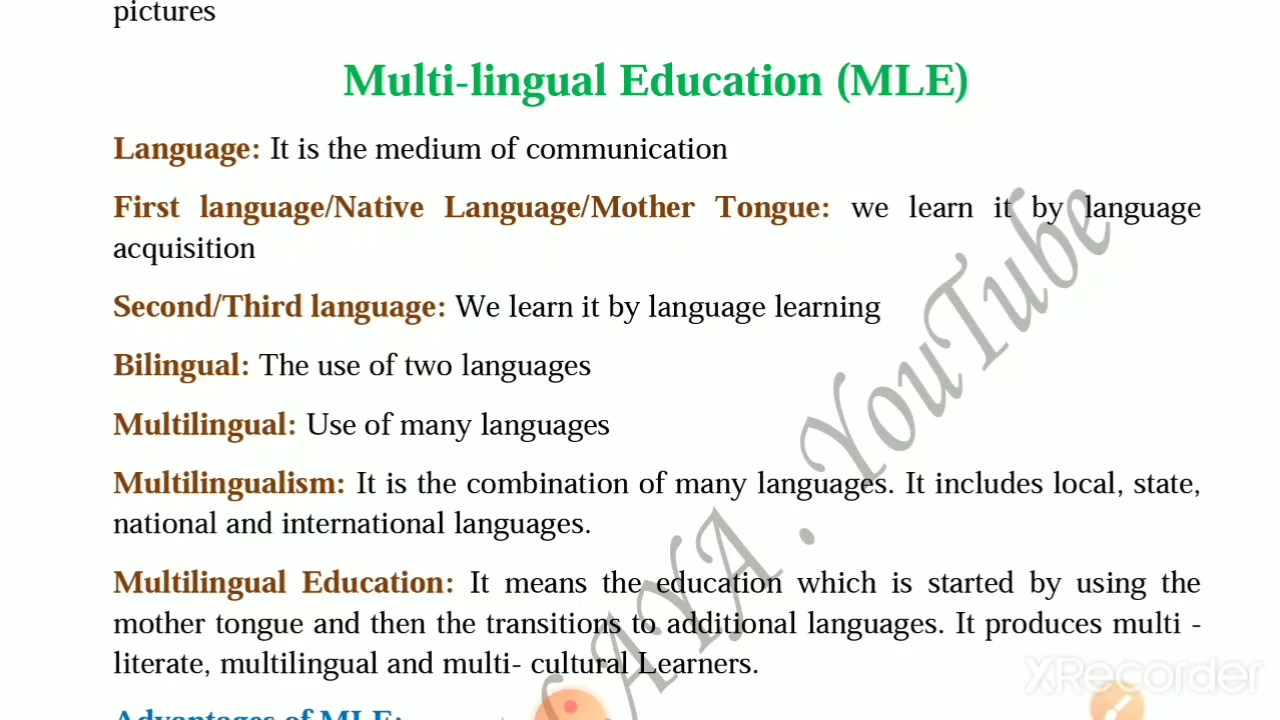 pictures
Multi-lingual Education (MLE)
Language: It is the medium of communication
First language/Native Language/Mother Tongue: we learn it by language
acquisition
Second/Third language: We learn it by language learning
Bilingual: The use of two languages
Multilingual: Use of many languages
Multilingualism: It is the combination of many languages. It includes local, state,
national and international languages.
Multilingual Education: It means the education which is started by using the
mother tongue and then the transitions to additional languages. It produces multi -
literate, multilingual and multi- cultural Learners.
Advantages of MLE:
AYA . YouTube
XRecorder